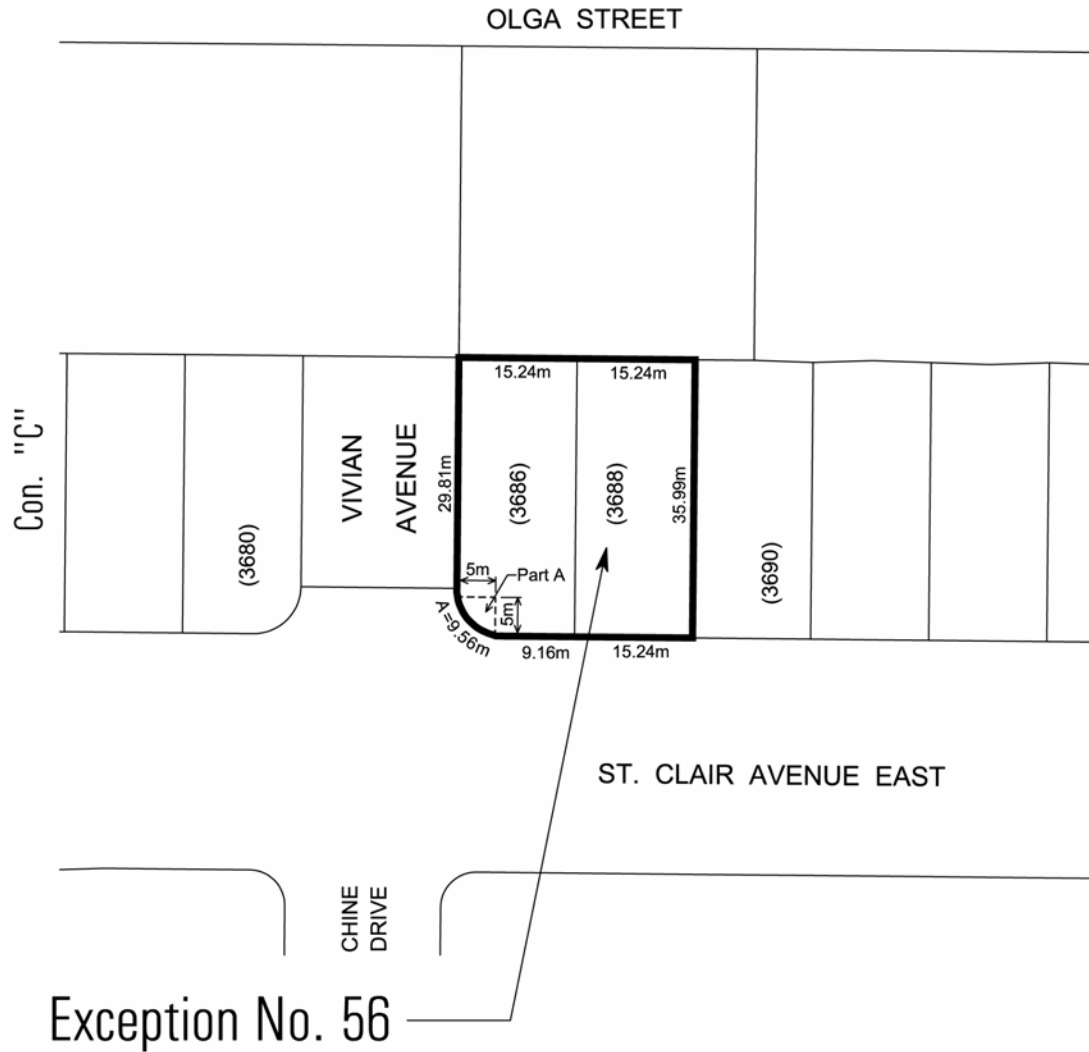 OLGA STREET
15.24m
15.24m
Con. "C"
VIVIAN
AVENUE
29.81m
(3686)
(3688)
35.99m
(3680)
(3690)
5m
Part A
5m
A=9.56m
9.16m
15.24m
ST. CLAIR AVENUE EAST
CHINE
DRIVE
Exception No. 56